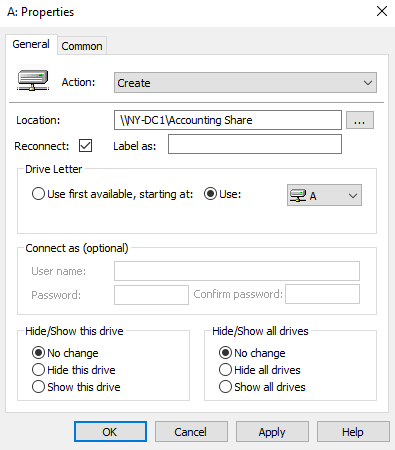 A: Properties
General Common
Action: Create
Location: \\NY-DC1\Accounting Share ...
Reconnect: Label as:
Drive Letter
Use first available, starting at: Use: A
Connect as (optional)
User name:
Password: Confirm password:
Hide/Show this drive Hide/Show all drives
No change No change
Hide this drive Hide all drives
Show this drive Show all drives
OK Cancel Apply Help